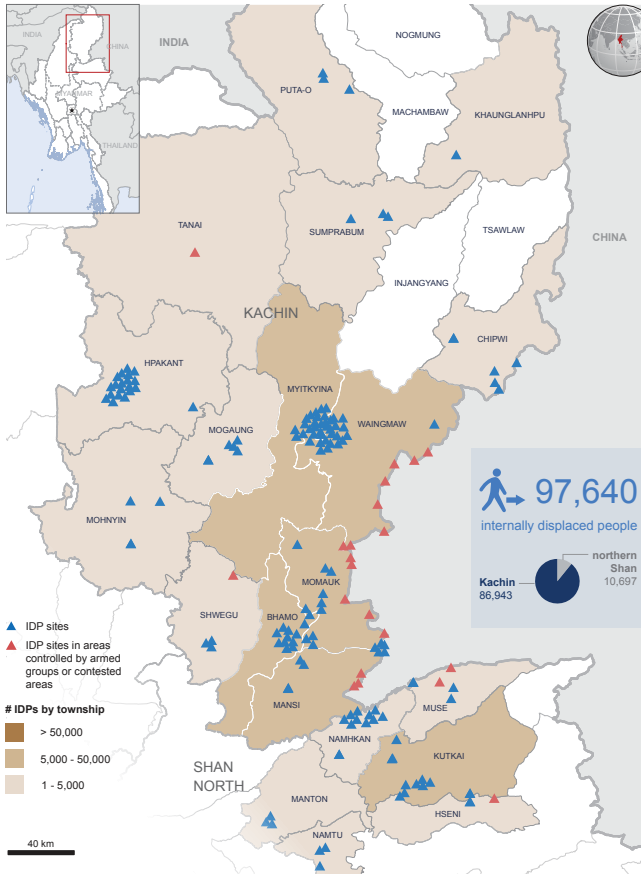 INDIA
CHINA
MYANMAR
THAILAND
INDIA
NOGMUNG
PUTA-O
MACHAMBAW
KHAUNGLANHPU
TANAI
SUMPRABUM
TSAWLAW
CHINA
INJANGYANG
KACHIN
CHIPWI
HPAKANT
MYITKYINA
WAINGMAW
MOGAUNG
97,640
internally displaced people
MOHNYIN
northern
Shan
10,697
Kachin
86,943
MOMAUK
SHWEGU
BHAMO
IDP sites
IDP sites in areas
controlled by armed
groups or contested
areas
MANSI
MUSE
# IDPs by township
> 50,000
5,000 - 50,000
1 - 5,000
NAMHKAN
KUTKAI
SHAN
NORTH
MANTON
HSENI
NAMTU
40 km